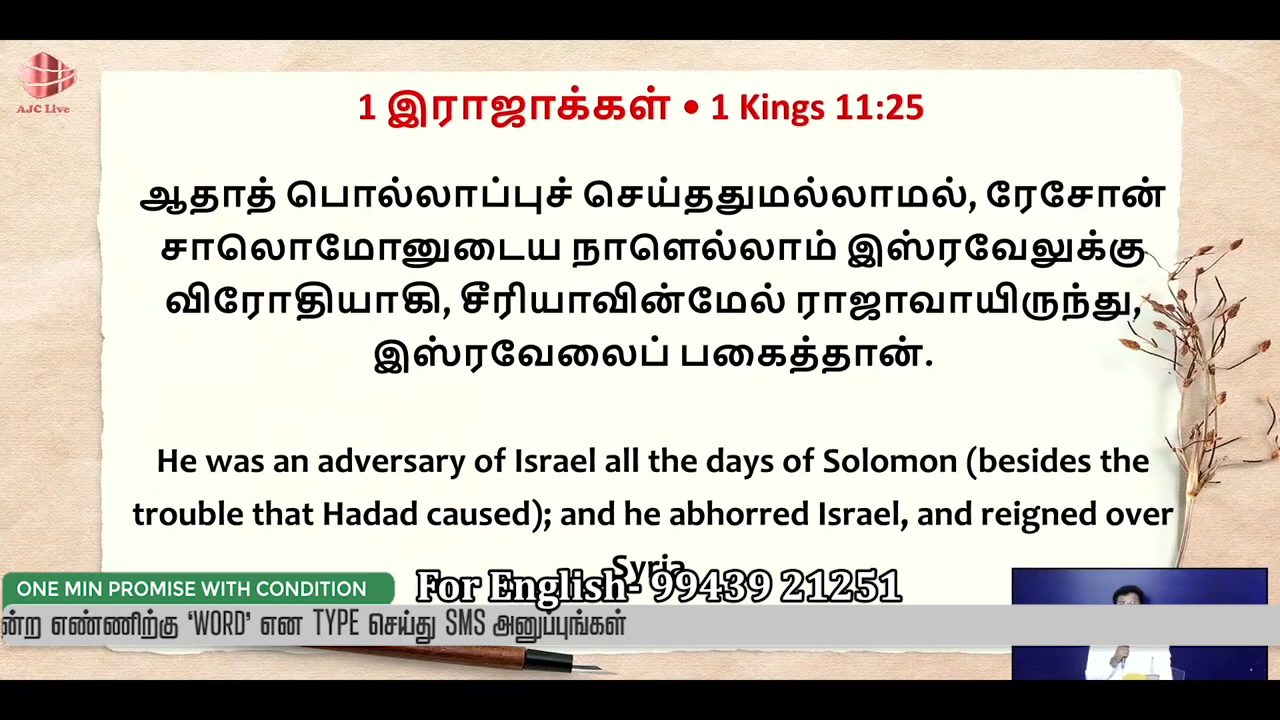 AJC Live
1 இராஜாக்கள் • 1 Kings 11:25
ஆதாத் பொல்லாப்புச் செய்ததுமல்லாமல், ரேசோன்
சாலொமோனுடைய நாளெல்லாம் இஸ்ரவேலுக்கு
விரோதியாகி, சீரியாவின்மேல் ராஜாவாயிருந்து,
இஸ்ரவேலைப் பகைத்தான்.
He was an adversary of Israel all the days of Solomon (besides the
trouble that Hadad caused); and he abhorred Israel, and reigned over
Syria
ONE MIN PROMISE WITH CONDITION
For English- 99439 21251
எண்ணிற்கு ‘WORD’ என TYPE செய்து SMS அனுப்புங்கள்